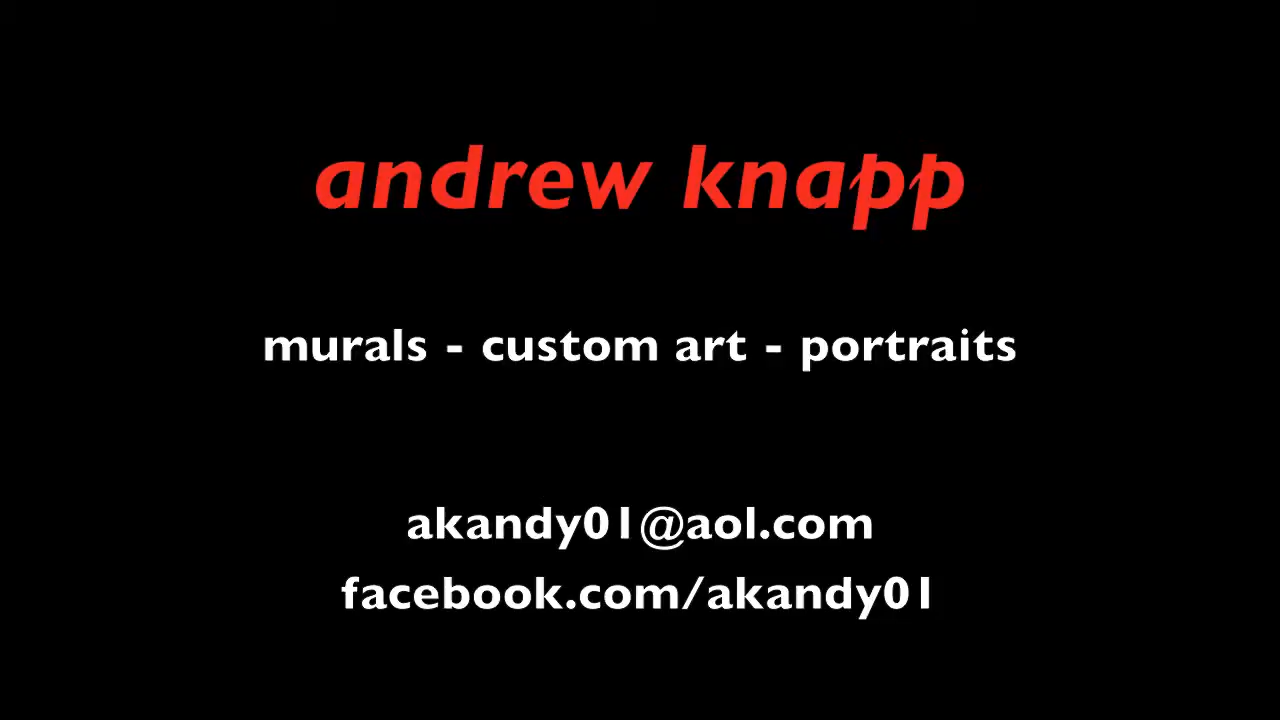 andrew knapp
murals - custom art - portraits
akandy01@aol.com
facebook.com/akandy01